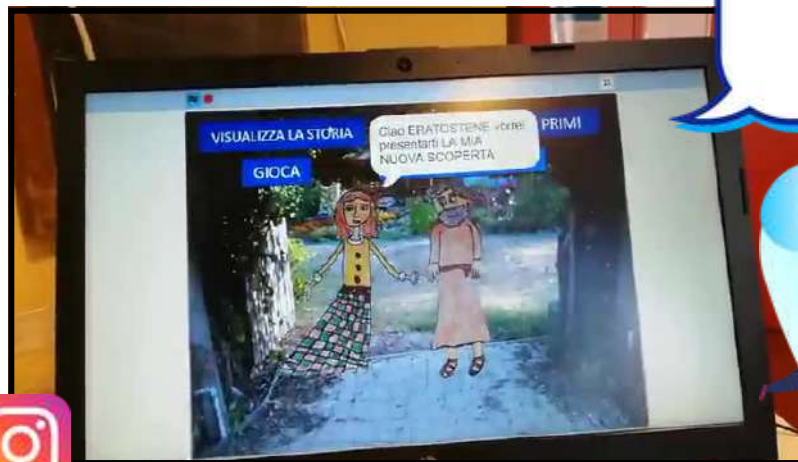 VISUALIZZA LA STORIA
Ciao ERATOSTENE vorrei
presentarti LA MIA
NUOVA SCOPERTA
PRIMI
GIOCA